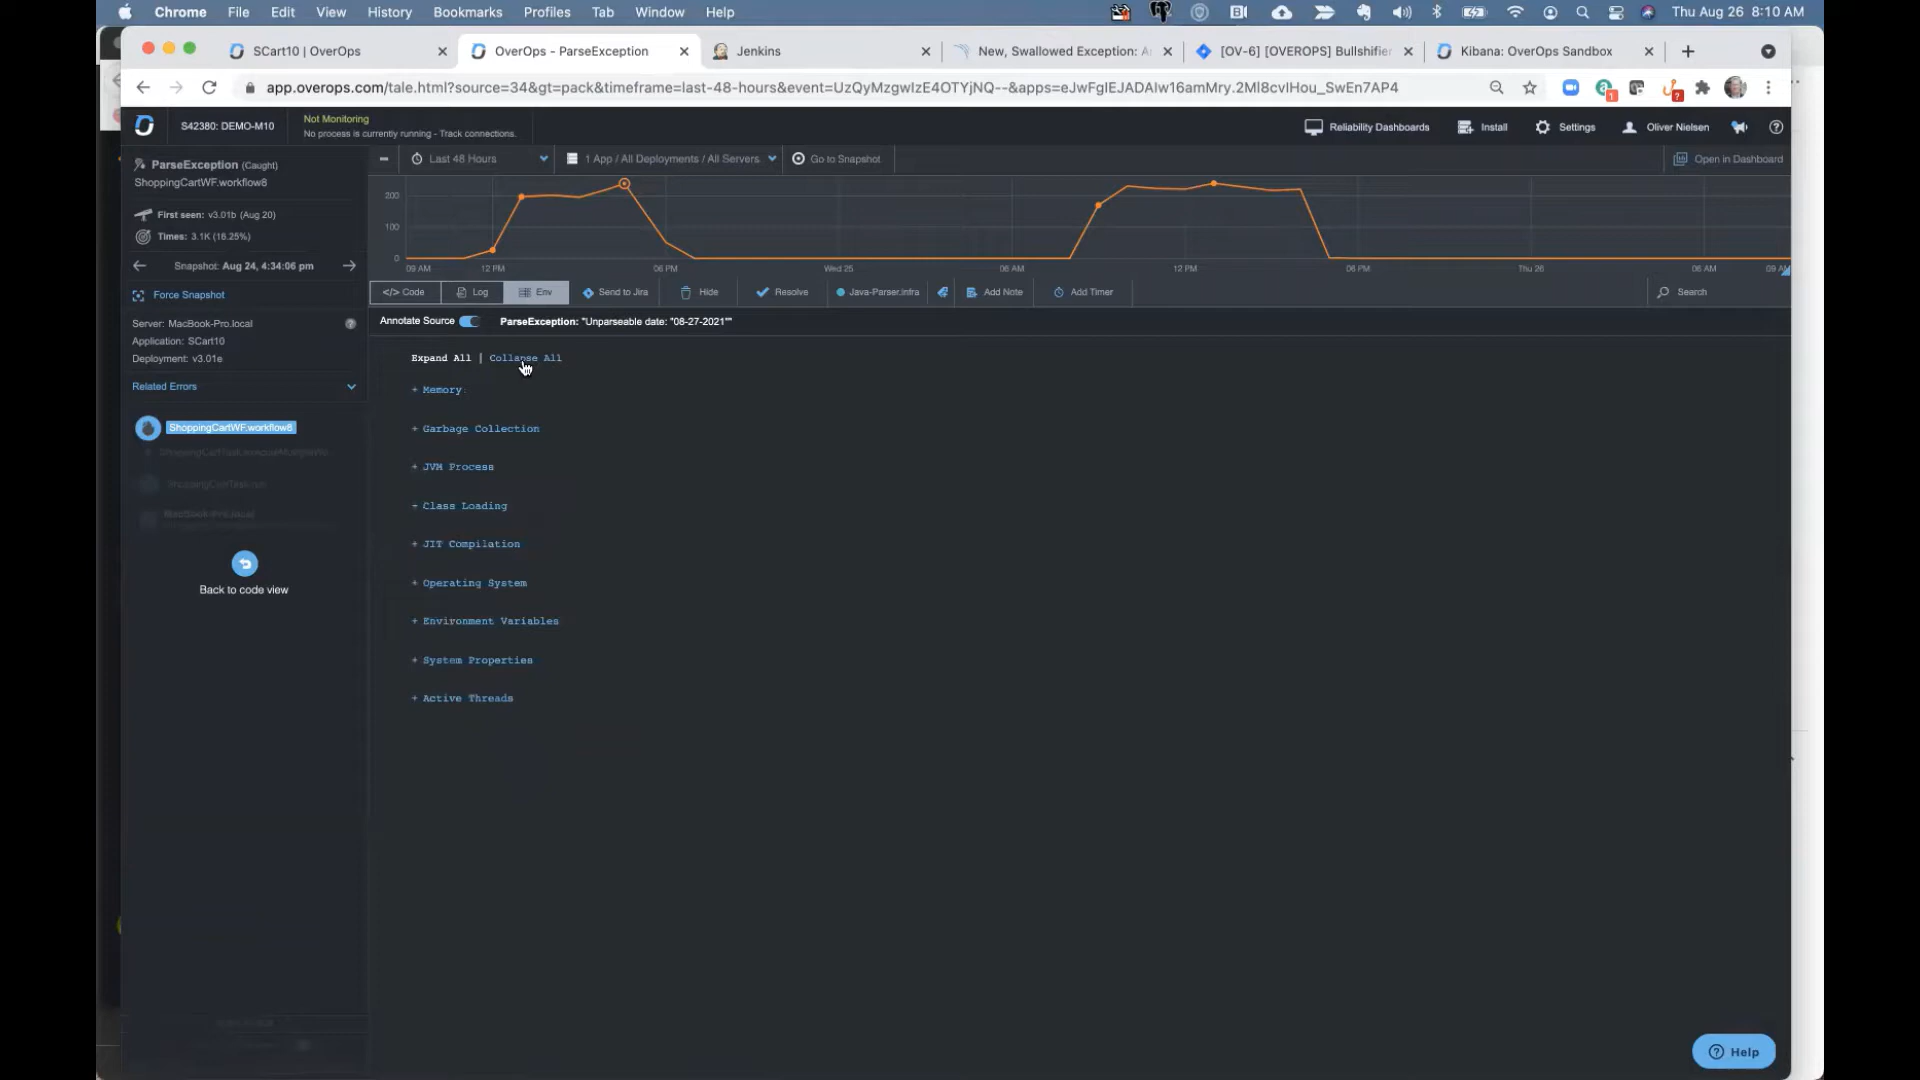 Chrome File Edit View History Bookmarks Profiles Tab Window Help Thu Aug 26 8:10 AM
SCart10 | OverOps OverOps - ParseException Jenkins New, Swallowed Exception: [OV-6] [OVEROPS] Bullshifier Kibana: OverOps Sandbox
app.overops.com/tale.html?source=34&gt=pack&timeframe=last-48-hours&event=UzQyMzgwIzE4OTYjNQ--&apps=eJwFgIEJADAIw16amMry.2Ml8cvIHou_SwEn7AP4
S42380: DEMO-M10
Not Monitoring
No process is currently running - Track connections.
Reliability Dashboards Install Settings Oliver Nielsen
ParseException (Caught)
ShoppingCartWF.workflow8
First seen: v3.01b (Aug 20)
Times: 3.1K (16.25%)
Snapshot: Aug 24, 4:34:06 pm
Force Snapshot
Server: MacBook-Pro.local
Application: SCart10
Deployment: v3.01e
Related Errors
ShoppingCartWF.workflow8
MacBook-Pro.local
Back to code view
Last 48 Hours 1 App / All Deployments / All Servers Go to Snapshot Open in Dashboard
200
100
0
09 AM 12 PM 06 PM Wed 25 06 AM 12 PM 06 PM Thu 26 06 AM 09 AM
</> Code Log Env Send to Jira Hide Resolve Java-Parser.infra Add Note Add Timer Search
Annotate Source ParseException: "Unparseable date: "08-27-2021""
Expand All | Collapse All
+ Memory
+ Garbage Collection
+ JVM Process
+ Class Loading
+ JIT Compilation
+ Operating System
+ Environment Variables
+ System Properties
+ Active Threads
Help